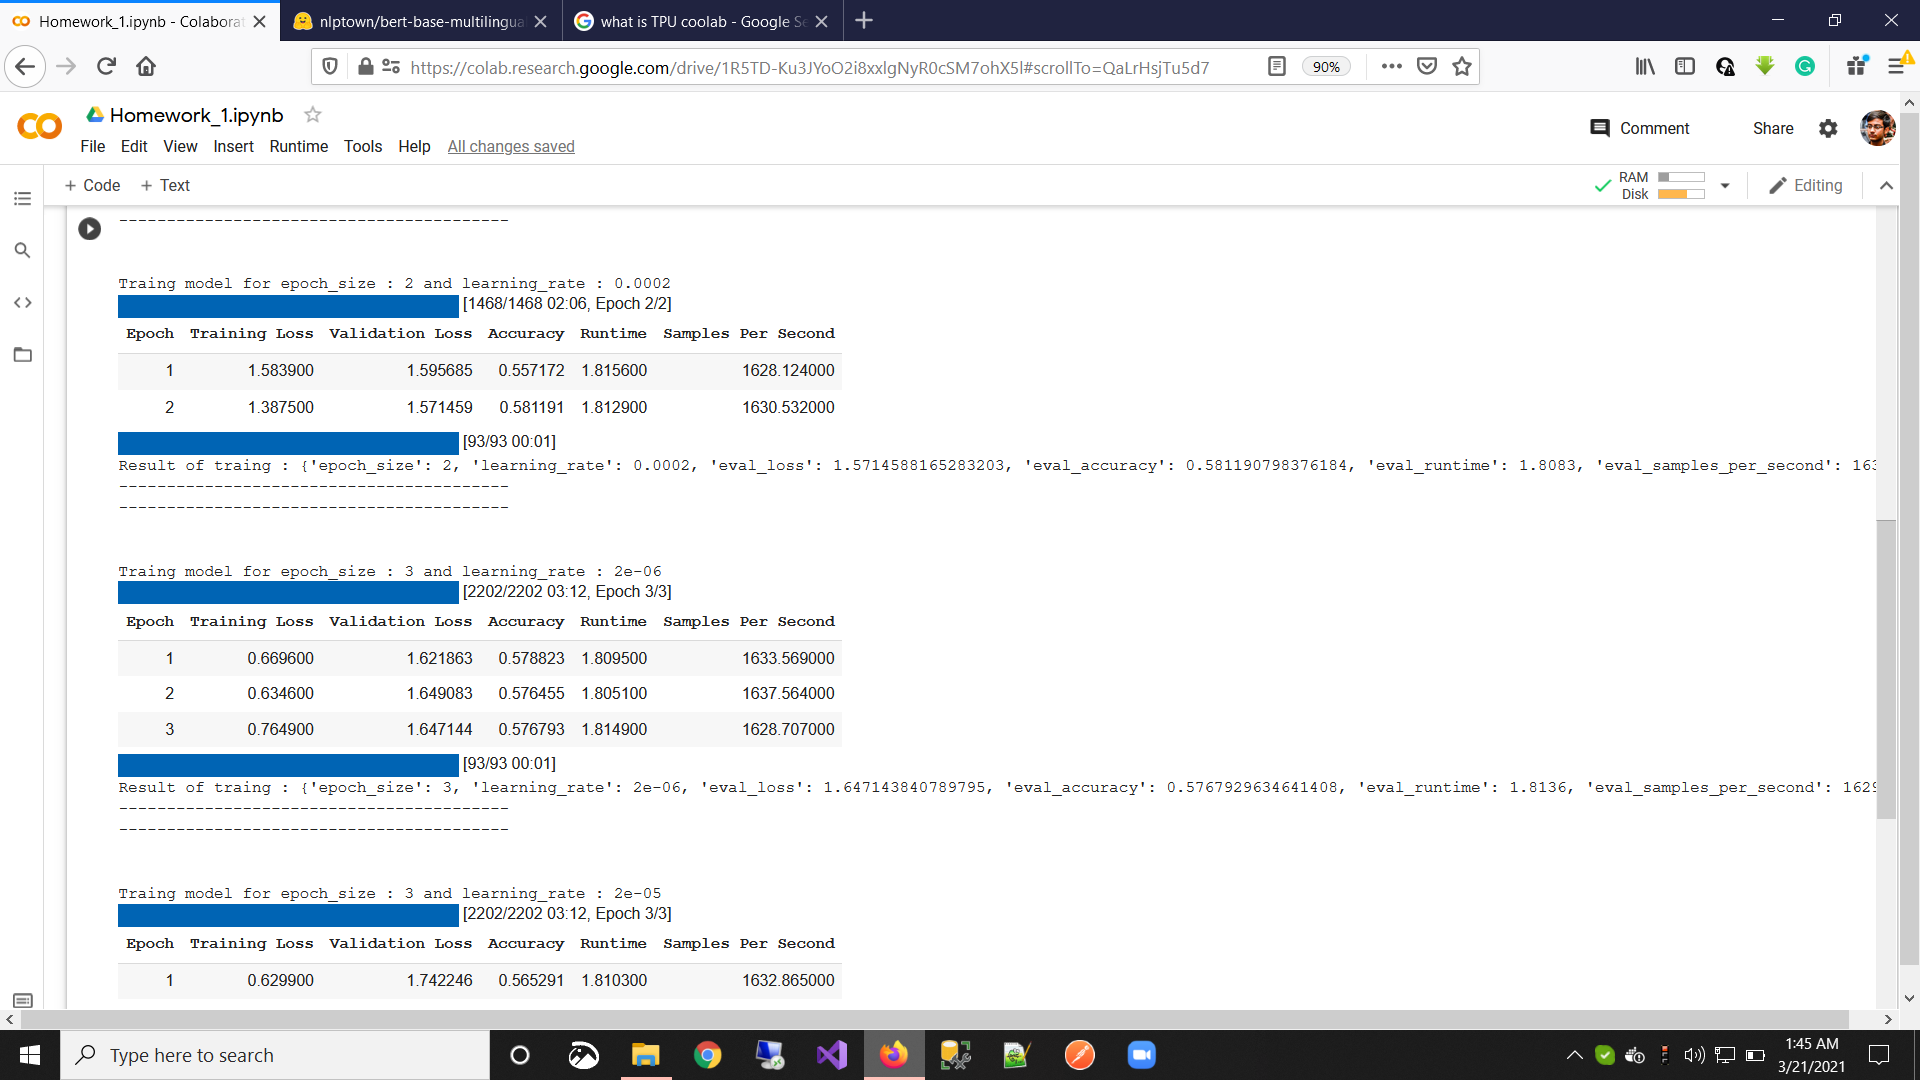 Homework_1.ipynb - Colaborat
nlptown/bert-base-multilingua
what is TPU coolab - Google Se
https://colab.research.google.com/drive/1R5TD-Ku3JYoO2i8xxlgNyR0cSM7ohX5l#scrollTo=QaLrHsjTu5d7
90%
Homework_1.ipynb
Comment
Share
File Edit View Insert Runtime Tools Help All changes saved
+ Code + Text
RAM
Disk
Editing
-----------------------------------------
Traing model for epoch_size : 2 and learning_rate : 0.0002
[1468/1468 02:06, Epoch 2/2]
Epoch Training Loss Validation Loss Accuracy Runtime Samples Per Second
1 1.583900 1.595685 0.557172 1.815600 1628.124000
2 1.387500 1.571459 0.581191 1.812900 1630.532000
[93/93 00:01]
Result of traing : {'epoch_size': 2, 'learning_rate': 0.0002, 'eval_loss': 1.5714588165283203, 'eval_accuracy': 0.581190798376184, 'eval_runtime': 1.8083, 'eval_samples_per_second': 163
-----------------------------------------
-----------------------------------------
Traing model for epoch_size : 3 and learning_rate : 2e-06
[2202/2202 03:12, Epoch 3/3]
Epoch Training Loss Validation Loss Accuracy Runtime Samples Per Second
1 0.669600 1.621863 0.578823 1.809500 1633.569000
2 0.634600 1.649083 0.576455 1.805100 1637.564000
3 0.764900 1.647144 0.576793 1.814900 1628.707000
[93/93 00:01]
Result of traing : {'epoch_size': 3, 'learning_rate': 2e-06, 'eval_loss': 1.647143840789795, 'eval_accuracy': 0.5767929634641408, 'eval_runtime': 1.8136, 'eval_samples_per_second': 1629
-----------------------------------------
-----------------------------------------
Traing model for epoch_size : 3 and learning_rate : 2e-05
[2202/2202 03:12, Epoch 3/3]
Epoch Training Loss Validation Loss Accuracy Runtime Samples Per Second
1 0.629900 1.742246 0.565291 1.810300 1632.865000
Type here to search
1:45 AM
3/21/2021